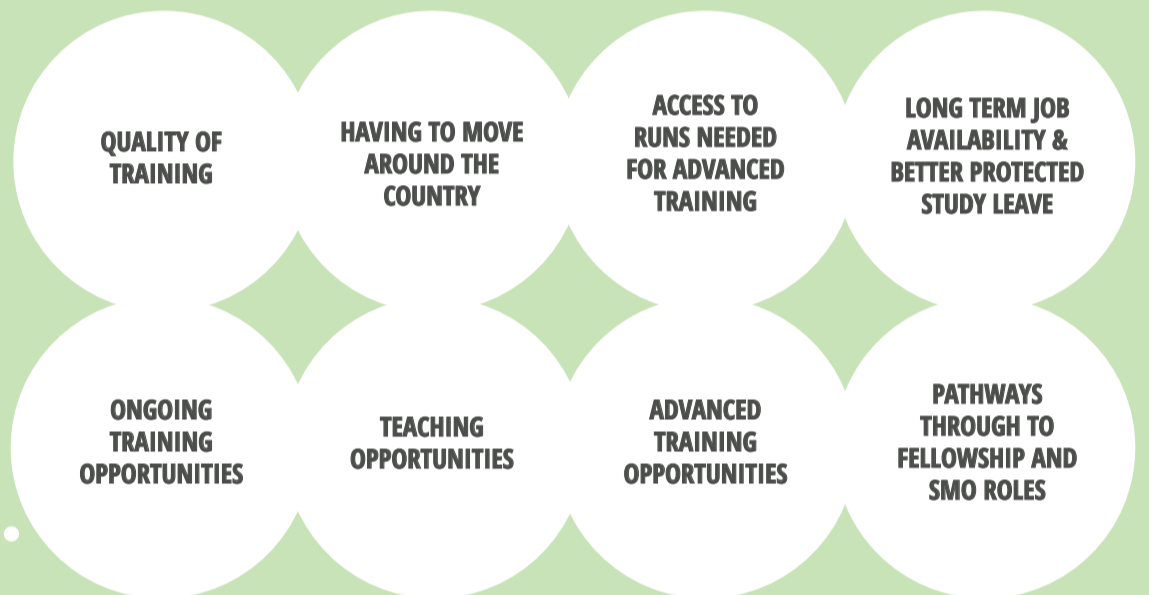 QUALITY OF
TRAINING
HAVING TO MOVE
AROUND THE
COUNTRY
ACCESS TO
RUNS NEEDED
FOR ADVANCED
TRAINING
LONG TERM JOB
AVAILABILITY &
BETTER PROTECTED
STUDY LEAVE
ONGOING
TRAINING
OPPORTUNITIES
TEACHING
OPPORTUNITIES
ADVANCED
TRAINING
OPPORTUNITIES
PATHWAYS
THROUGH TO
FELLOWSHIP AND
SMO ROLES